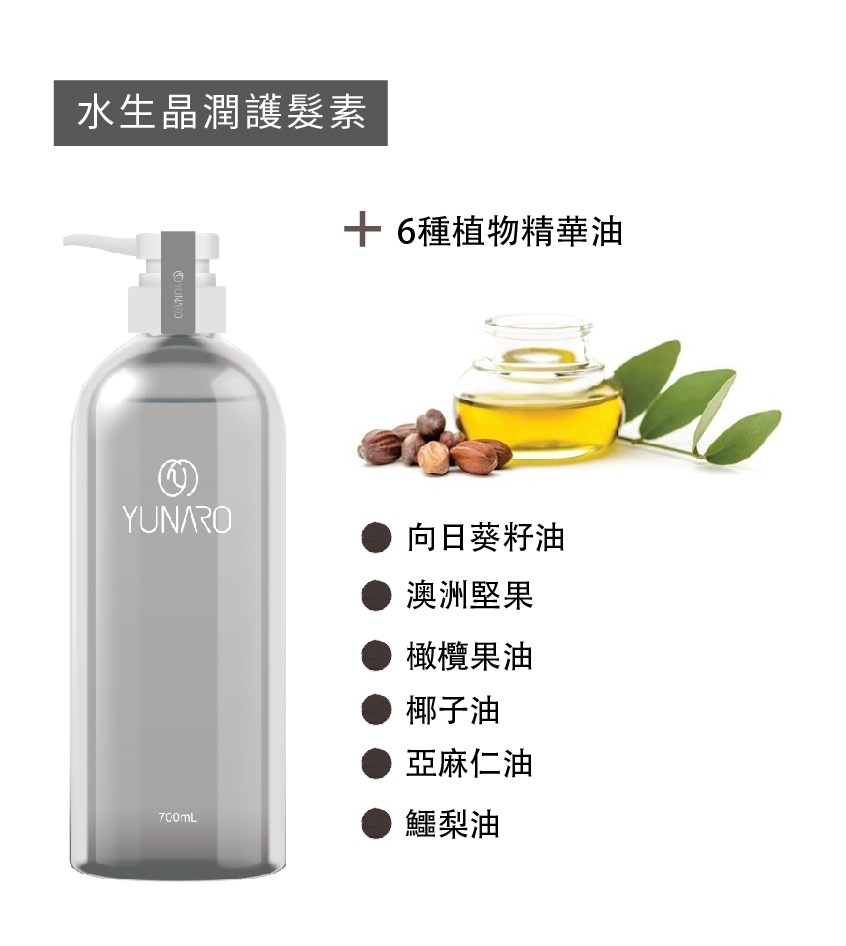 水生晶潤護髮素
+ 6種植物精華油
YUNARO
YUNARO
700mL
向日葵籽油
澳洲堅果
橄欖果油
椰子油
亞麻仁油
鱷梨油